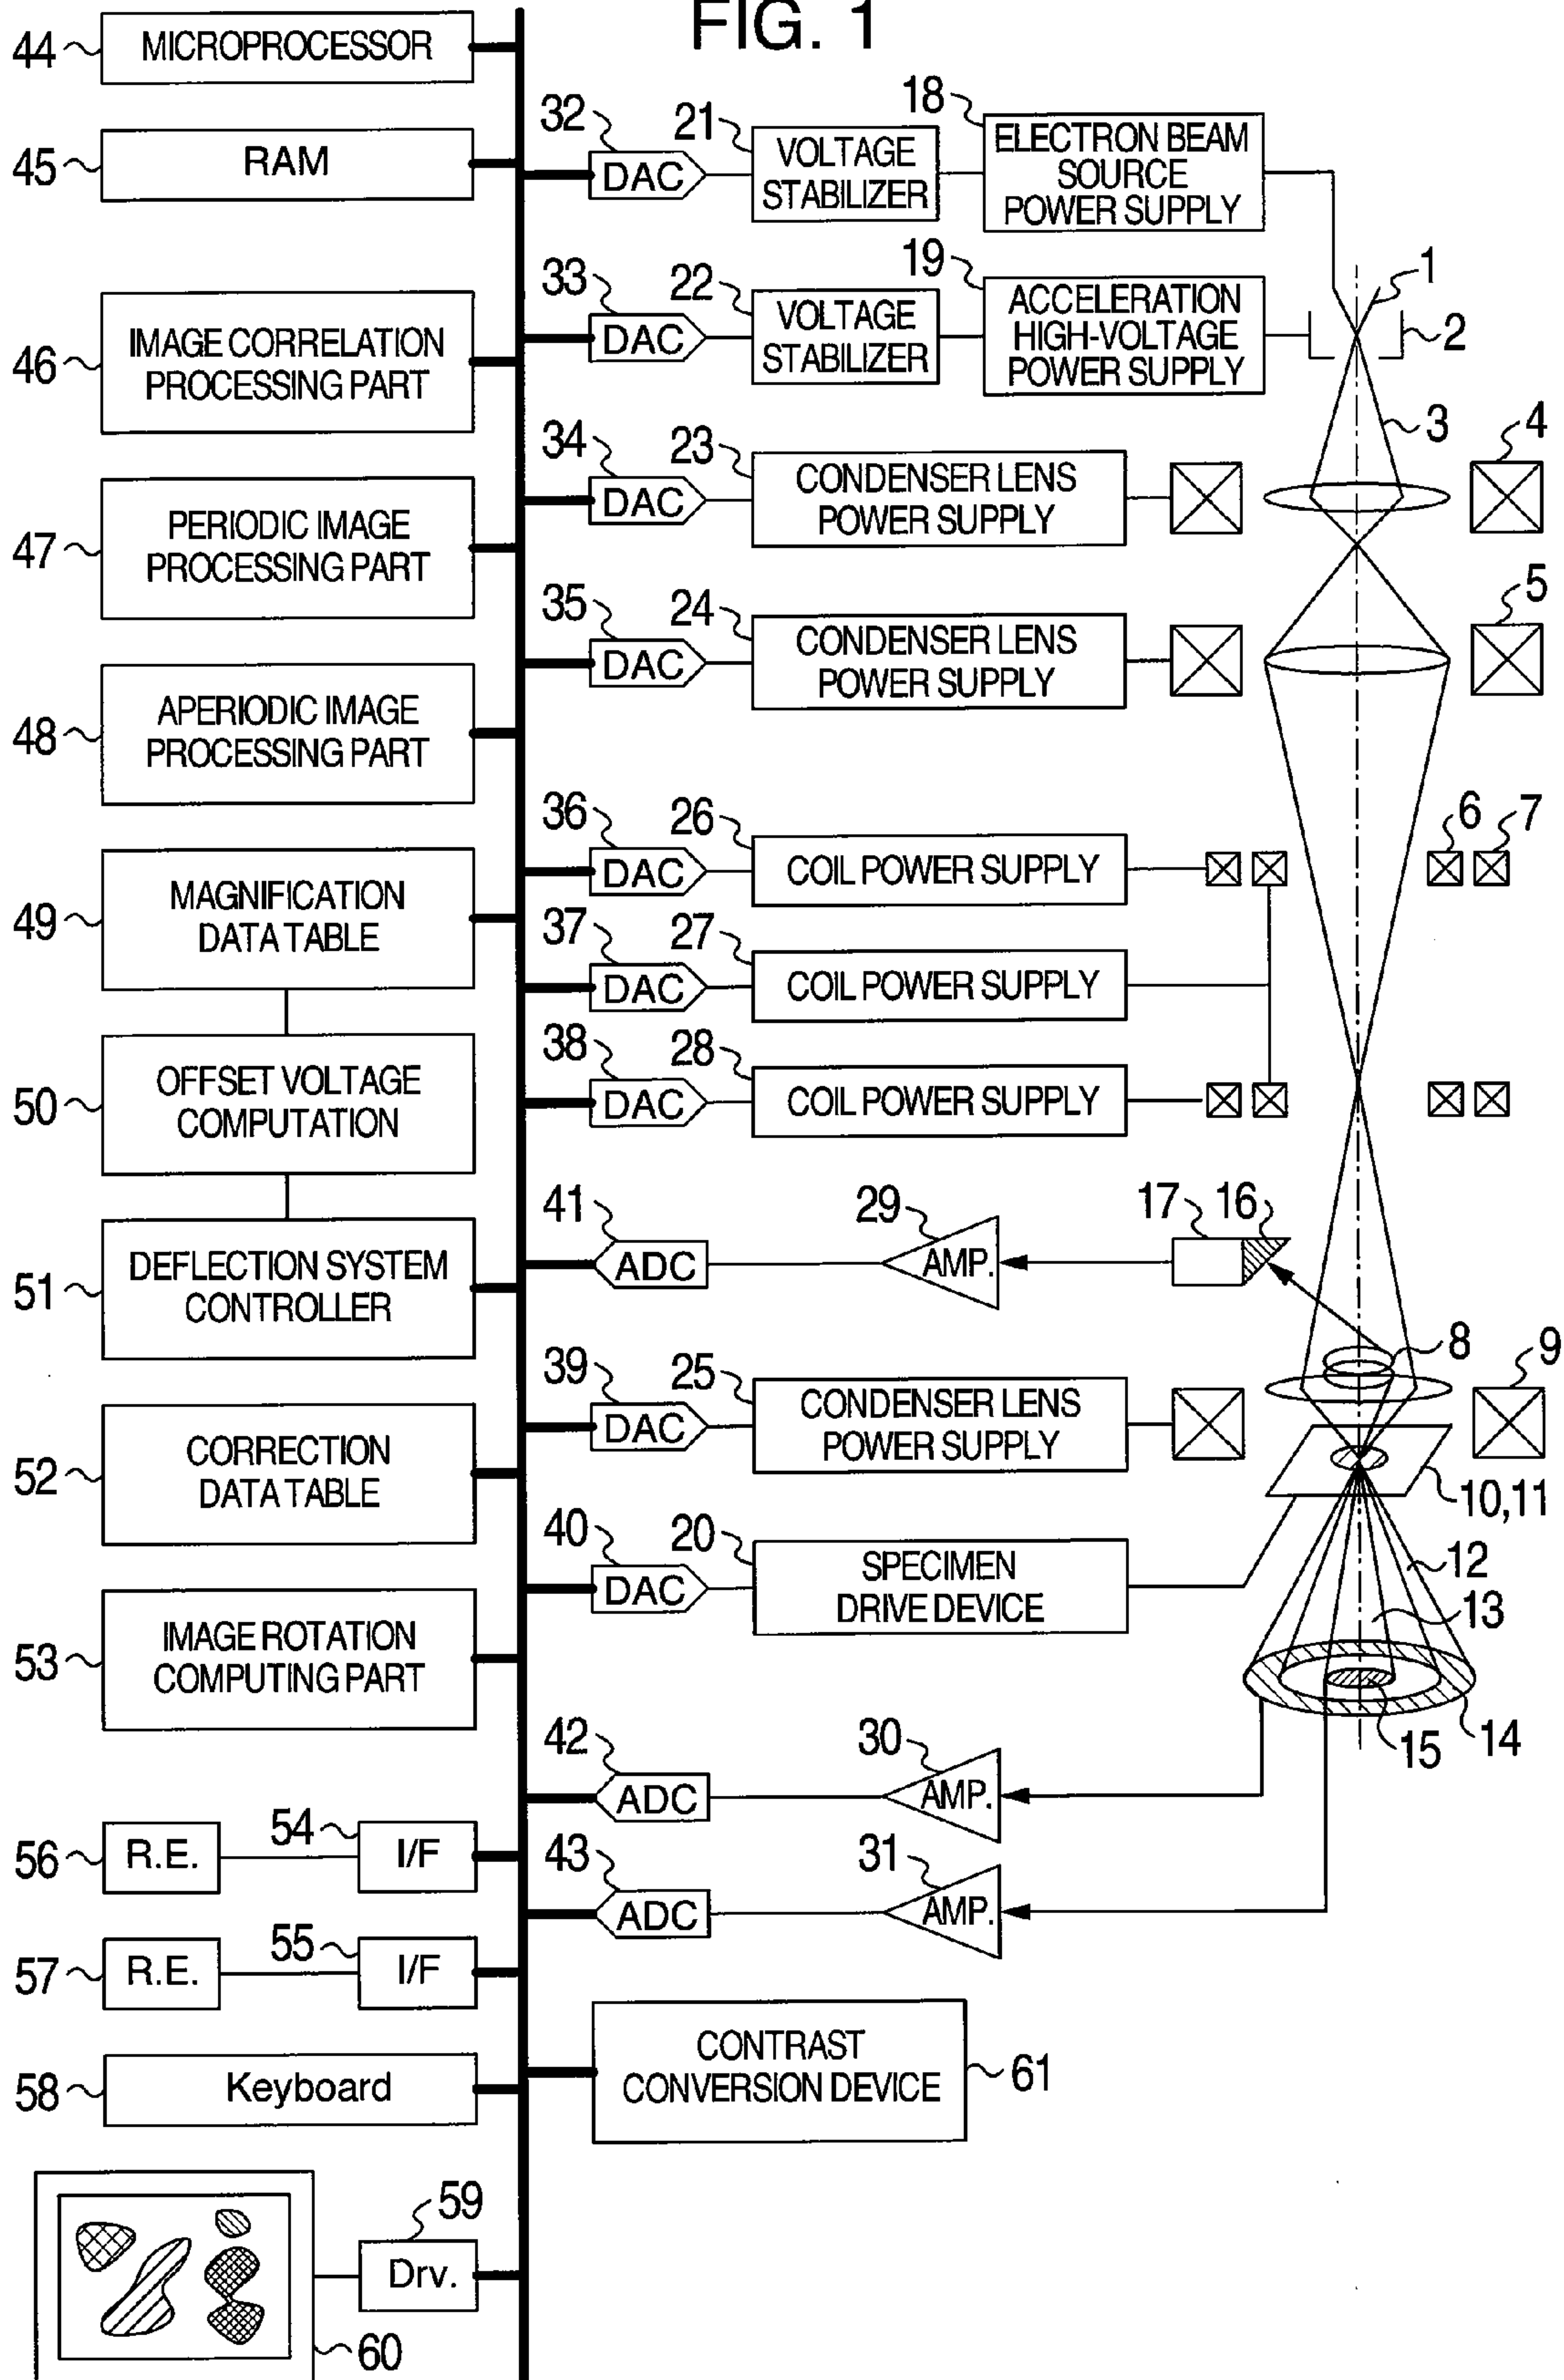 FIG. 1
44
MICROPROCESSOR
45
RAM
46
IMAGE CORRELATION
PROCESSING PART
47
PERIODIC IMAGE
PROCESSING PART
48
APERIODIC IMAGE
PROCESSING PART
49
MAGNIFICATION
DATA TABLE
50
OFFSET VOLTAGE
COMPUTATION
51
DEFLECTION SYSTEM
CONTROLLER
52
CORRECTION
DATA TABLE
53
IMAGE ROTATION
COMPUTING PART
56
R.E.
54
I/F
57
R.E.
55
I/F
58
Keyboard
59
Drv.
60
32
DAC
21
VOLTAGE
STABILIZER
18
ELECTRON BEAM
SOURCE
POWER SUPPLY
33
DAC
22
VOLTAGE
STABILIZER
19
ACCELERATION
HIGH-VOLTAGE
POWER SUPPLY
1
2
3
34
DAC
23
CONDENSER LENS
POWER SUPPLY
4
35
DAC
24
CONDENSER LENS
POWER SUPPLY
5
36
DAC
26
COIL POWER SUPPLY
6
7
37
DAC
27
COIL POWER SUPPLY
38
DAC
28
COIL POWER SUPPLY
41
ADC
29
AMP.
17
16
8
39
DAC
25
CONDENSER LENS
POWER SUPPLY
9
10,11
40
DAC
20
SPECIMEN
DRIVE DEVICE
12
13
14
15
42
ADC
30
AMP.
43
ADC
31
AMP.
CONTRAST
CONVERSION DEVICE
61